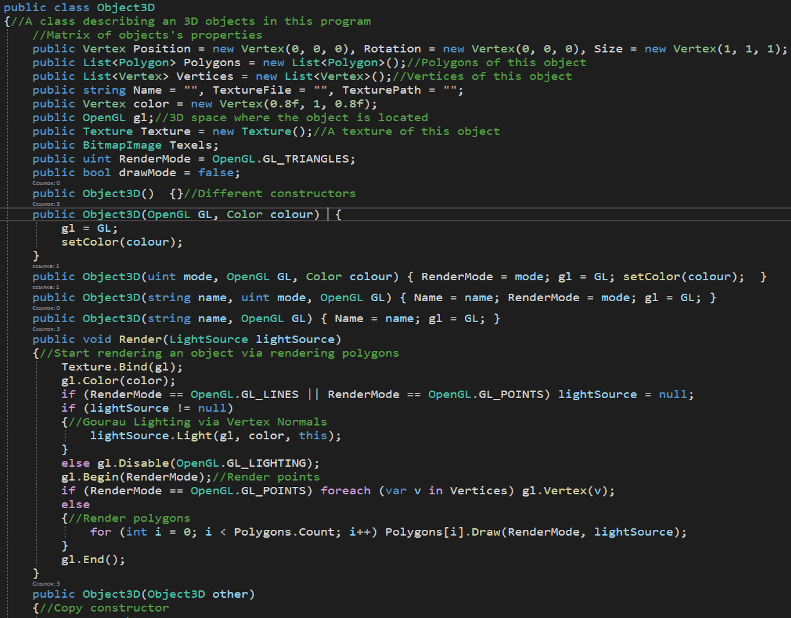 public class Object3D
{//A class describing an 3D objects in this program
//Matrix of objects's properties
public Vertex Position = new Vertex(0, 0, 0), Rotation = new Vertex(0, 0, 0), Size = new Vertex(1, 1, 1);
public List<Polygon> Polygons = new List<Polygon>();//Polygons of this object
public List<Vertex> Vertices = new List<Vertex>();//Vertices of this object
public string Name = "", TextureFile = "", TexturePath = "";
public Vertex color = new Vertex(0.8f, 1, 0.8f);
public OpenGL gl;//3D space where the object is located
public Texture Texture = new Texture();//A texture of this object
public BitmapImage Texels;
public uint RenderMode = OpenGL.GL_TRIANGLES;
public bool drawMode = false;
Ссылок: 0
public Object3D()  {}//Different constructors
Ссылок: 5
public Object3D(OpenGL GL, Color colour) {
gl = GL;
setColor(colour);
}
ссылка: 1
public Object3D(uint mode, OpenGL GL, Color colour) { RenderMode = mode; gl = GL; setColor(colour);  }
ссылка: 1
public Object3D(string name, uint mode, OpenGL GL) { Name = name; RenderMode = mode; gl = GL; }
Ссылок: 0
public Object3D(string name, OpenGL GL) { Name = name; gl = GL; }
Ссылок: 3
public void Render(LightSource lightSource)
{//Start rendering an object via rendering polygons
Texture.Bind(gl);
gl.Color(color);
if (RenderMode == OpenGL.GL_LINES || RenderMode == OpenGL.GL_POINTS) lightSource = null;
if (lightSource != null)
{//Gourau Lighting via Vertex Normals
lightSource.Light(gl, color, this);
}
else gl.Disable(OpenGL.GL_LIGHTING);
gl.Begin(RenderMode);//Render points
if (RenderMode == OpenGL.GL_POINTS) foreach (var v in Vertices) gl.Vertex(v);
else
{//Render polygons
for (int i = 0; i < Polygons.Count; i++) Polygons[i].Draw(RenderMode, lightSource);
}
gl.End();
}
Ссылок: 3
public Object3D(Object3D other)
{//Copy constructor